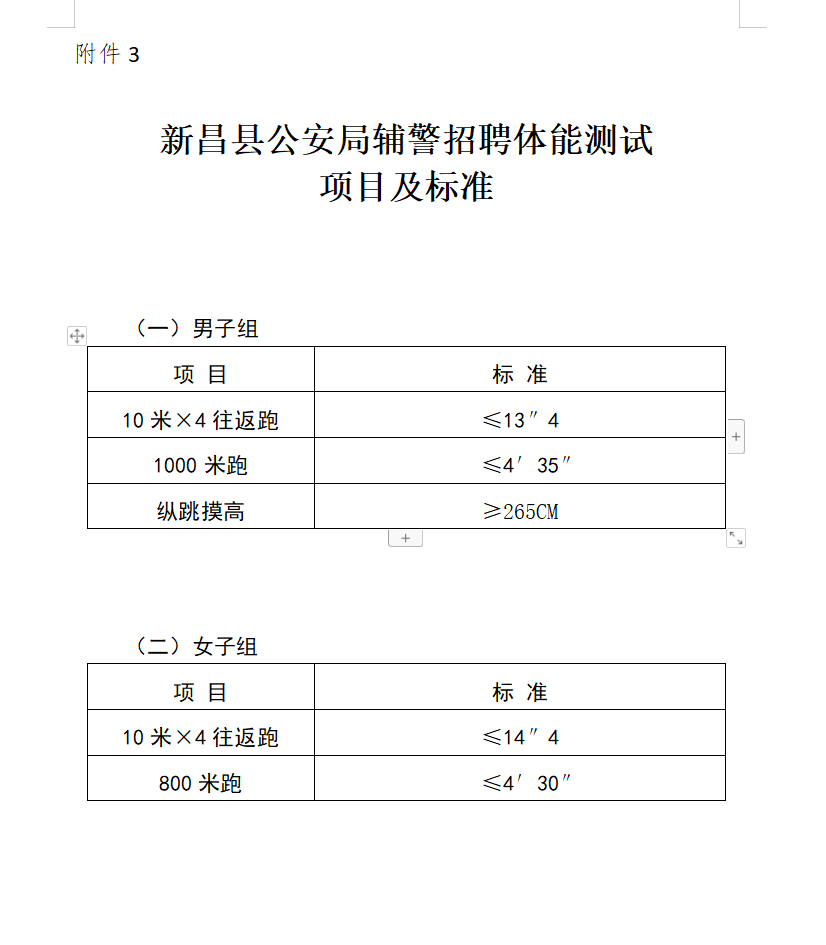 附件 3
新昌县公安局辅警招聘体能测试
项目及标准
（一）男子组
项 目 标 准
10 米×4 往返跑 ≤13″4
1000 米跑 ≤4′35″
纵跳摸高 ≥265CM
（二）女子组
项 目 标 准
10 米×4 往返跑 ≤14″4
800 米跑 ≤4′30″